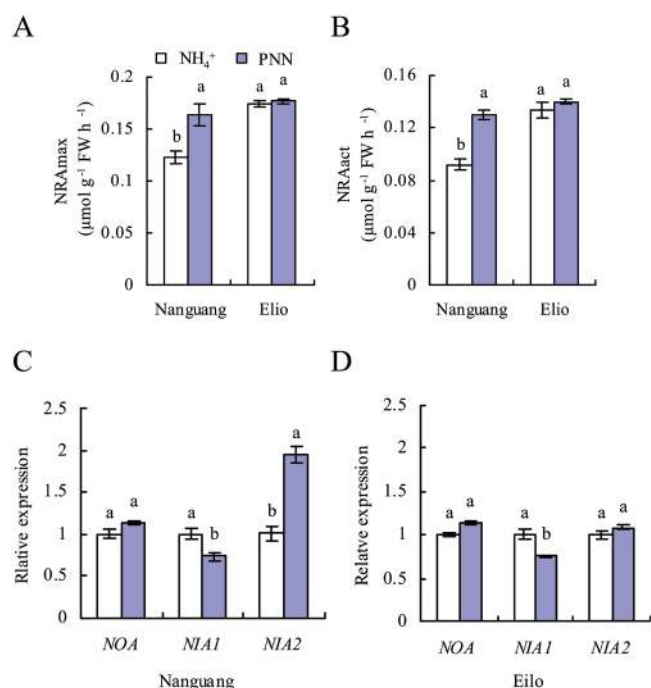 A
B
NH₄⁺ PNN
NRAmax
(μmol g⁻¹ FW h⁻¹)
0.2
0.15
0.1
0.05
0
b a a a
Nanguang Elio
NRAact
(μmol g⁻¹ FW h⁻¹)
0.16
0.12
0.08
0.04
0
b a a a
Nanguang Elio
C
D
Rlative expression
2.5
2
1.5
1
0.5
0
a a a b b a
NOA NIA1 NIA2
Nanguang
Relatve expression
2.5
2
1.5
1
0.5
0
a a a b a a
NOA NIA1 NIA2
Eilo